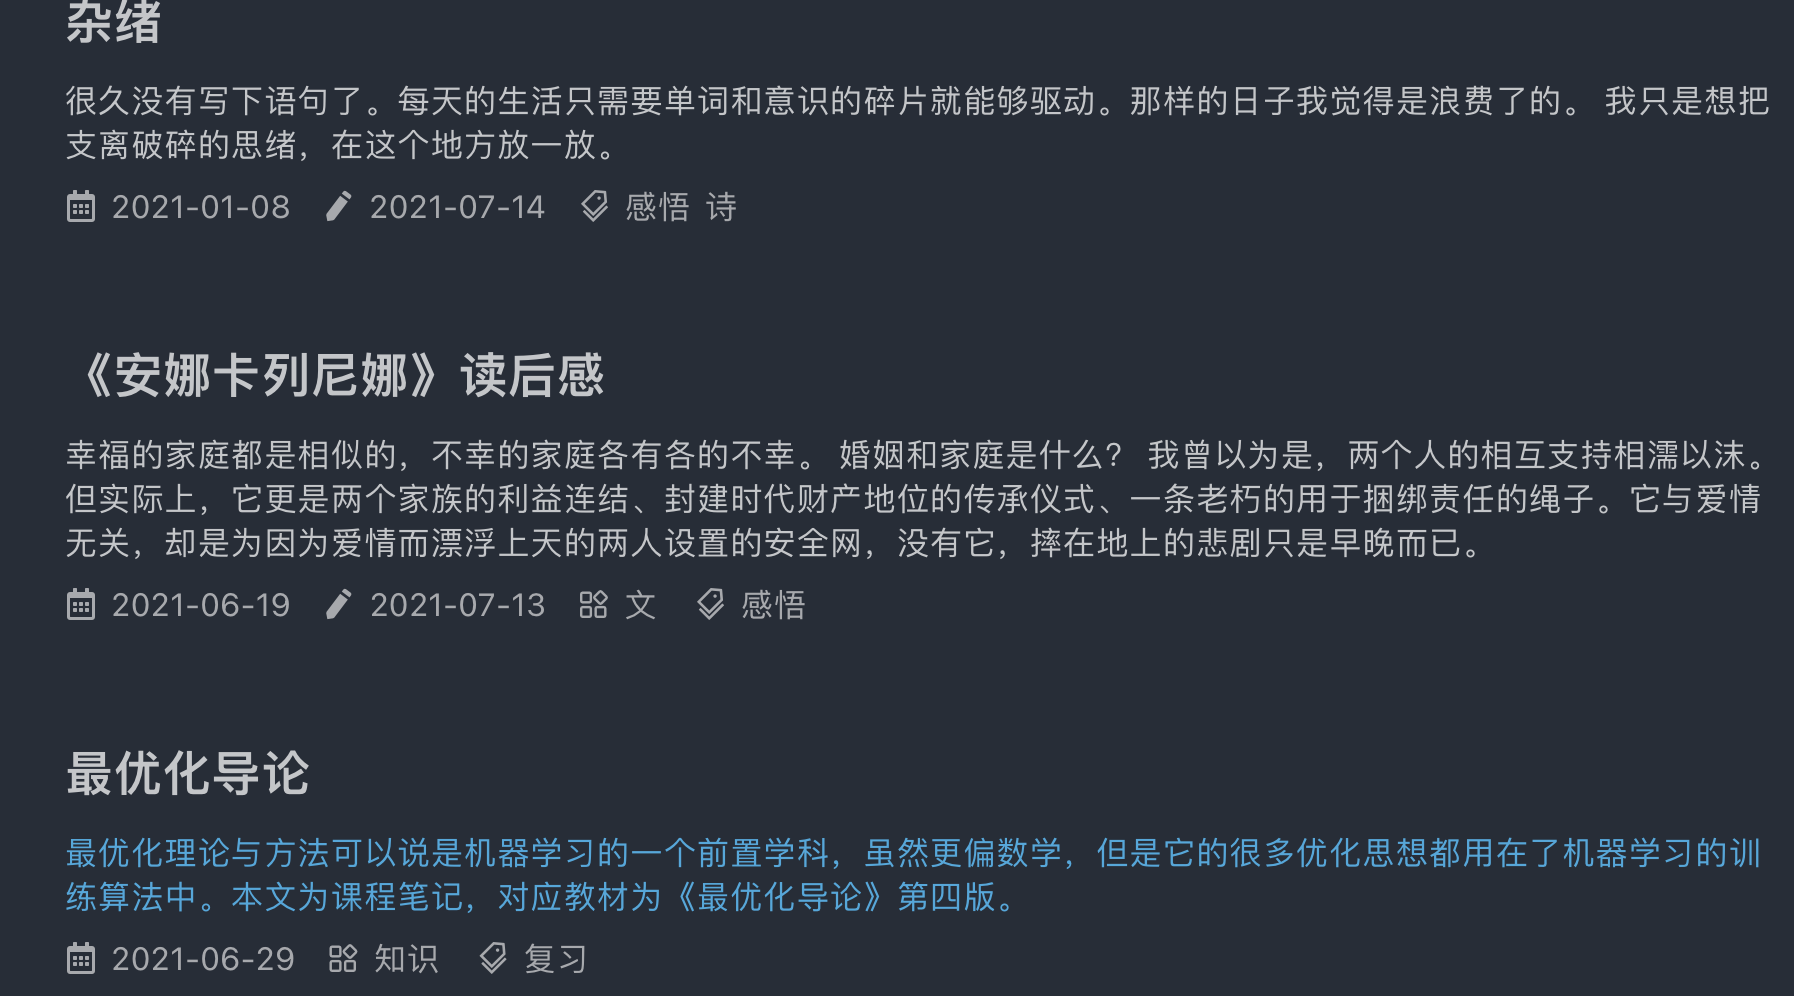 杂绪
很久没有写下语句了。每天的生活只需要单词和意识的碎片就能够驱动。那样的日子我觉得是浪费了的。 我只是想把
支离破碎的思绪，在这个地方放一放。
2021-01-08 2021-07-14 感悟 诗
《安娜卡列尼娜》读后感
幸福的家庭都是相似的，不幸的家庭各有各的不幸。 婚姻和家庭是什么？ 我曾以为是，两个人的相互支持相濡以沫。
但实际上，它更是两个家族的利益连结、封建时代财产地位的传承仪式、一条老朽的用于捆绑责任的绳子。它与爱情
无关，却是为因为爱情而漂浮上天的两人设置的安全网，没有它，摔在地上的悲剧只是早晚而已。
2021-06-19 2021-07-13 文 感悟
最优化导论
最优化理论与方法可以说是机器学习的一个前置学科，虽然更偏数学，但是它的很多优化思想都用在了机器学习的训
练算法中。本文为课程笔记，对应教材为《最优化导论》第四版。
2021-06-29 知识 复习